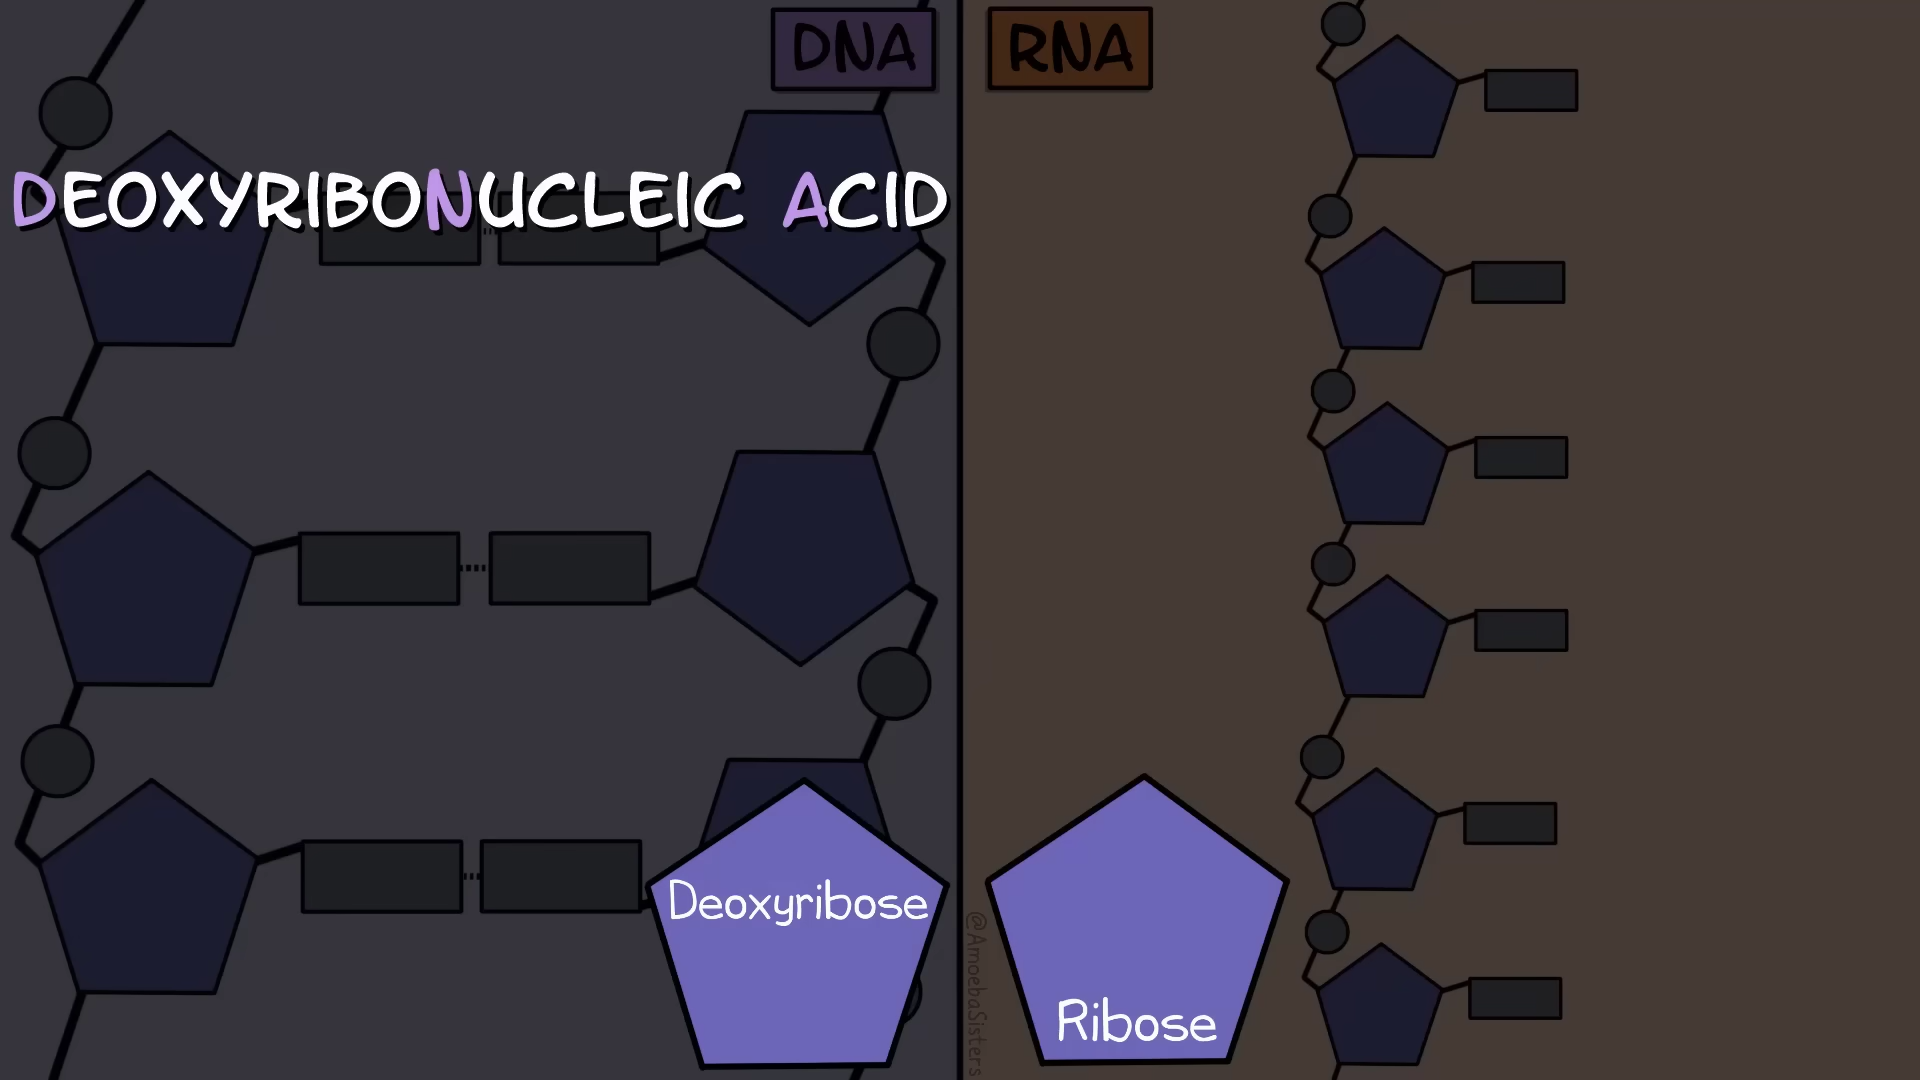 DNA
RNA
DEOXYRIBONUCLEIC ACID
Deoxyribose
Ribose
@AmoebaSisters